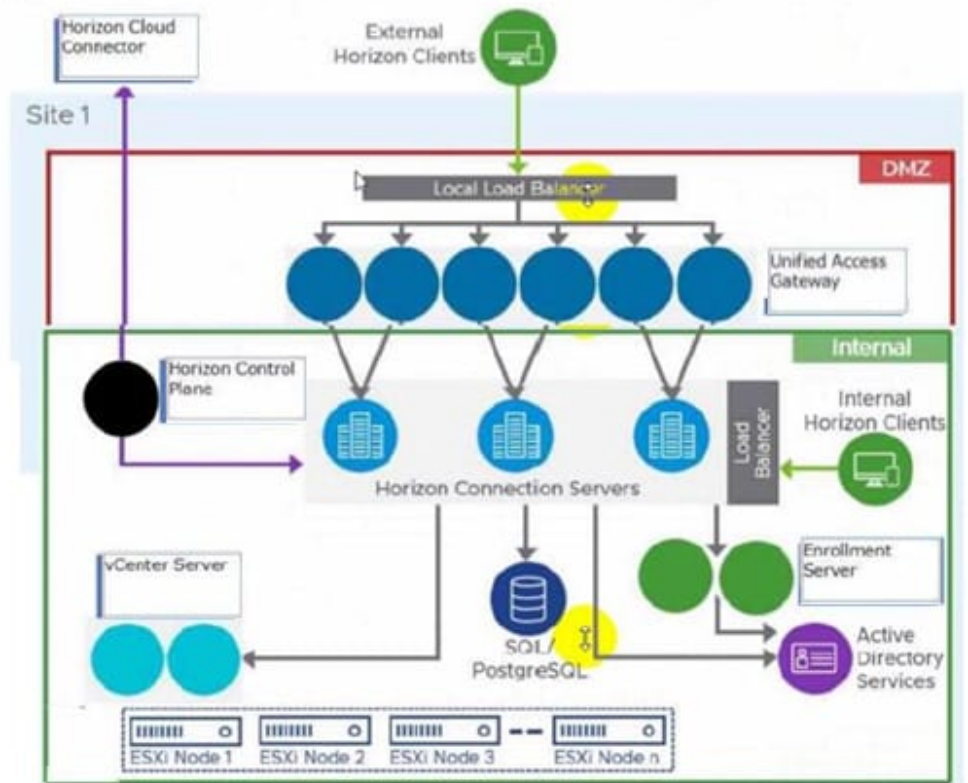 Horizon Cloud
Connector
External
Horizon Clients
Site 1
DMZ
Local Load Balancer
Unified Access
Gateway
Internal
Horizon Control
Plane
Internal
Horizon Clients
Load
Balancer
Horizon Connection Servers
vCenter Server
Enrollment
Server
SQL/
PostgreSQL
Active
Directory
Services
ESXi Node 1
ESXi Node 2
ESXi Node 3
ESXi Node n